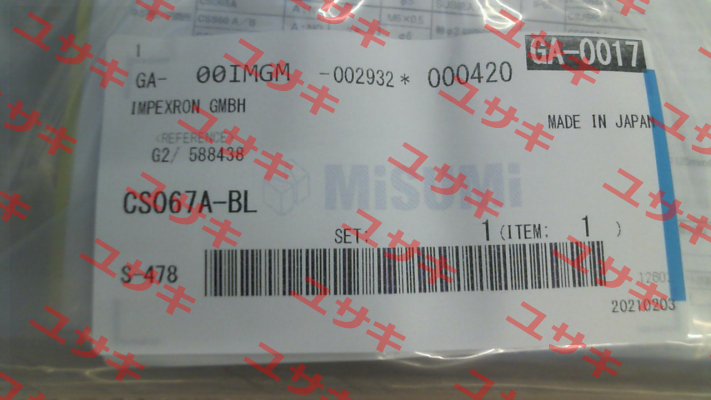 GA-0017
1
GA- 00IMGM -002932* 000420
IMPEXRON GMBH
MADE IN JAPAN
<REFERENCE>
G2/ 588438
MiSUMi
CS067A-BL
SET: 1 (ITEM: 1 )
S-478
20210203
ユサキ